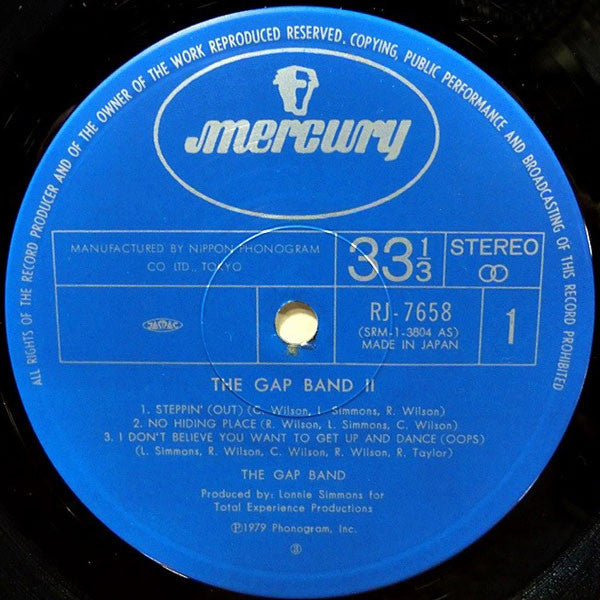 ALL RIGHTS OF THE RECORD PRODUCER AND OF THE OWNER OF THE WORK REPRODUCED RESERVED. COPYING, PUBLIC PERFORMANCE AND BROADCASTING OF THIS RECORD PROHIBITED
mercury
MANUFACTURED BY NIPPON PHONOGRAM
CO LTD., TOKYO
33 1/3
STEREO
JASRAC
RJ-7658
(SRM-1-3804 AS)
MADE IN JAPAN
1
THE GAP BAND II
1. STEPPIN' (OUT) (C. Wilson, L. Simmons, R. Wilson)
2. NO HIDING PLACE (R. Wilson, L. Simmons, C. Wilson)
3. I DON'T BELIEVE YOU WANT TO GET UP AND DANCE (OOPS)
(L. Simmons, R. Wilson, C. Wilson, R. Wilson, R. Taylor)
THE GAP BAND
Produced by: Lonnie Simmons for
Total Experience Productions
Ⓟ1979 Phonogram, Inc.